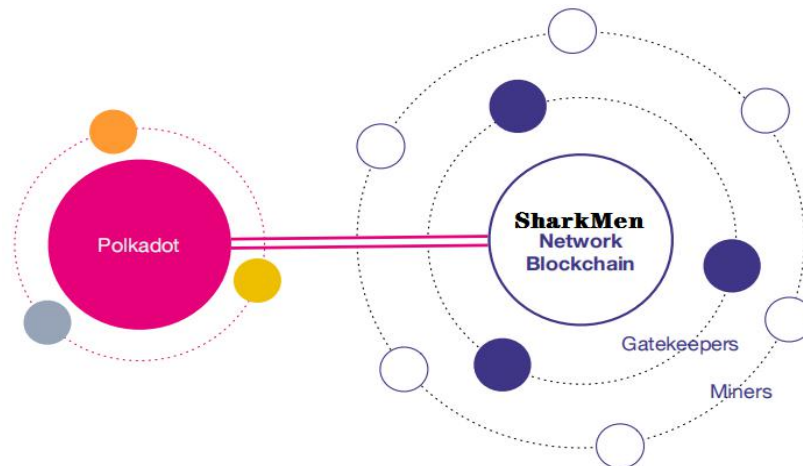 Polkadot
SharkMen
Network
Blockchain
Gatekeepers
Miners